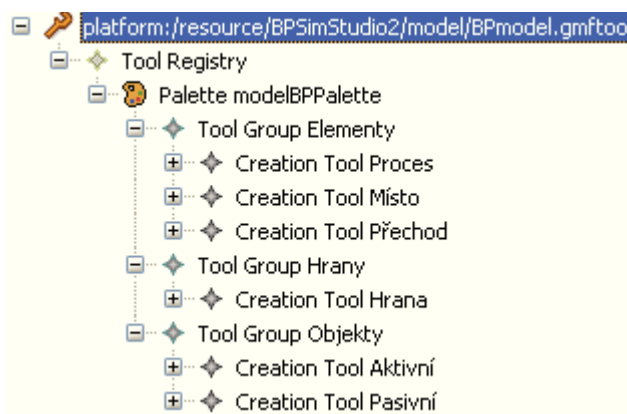 platform:/resource/BPSimStudio2/model/BPmodel.gmftoo
Tool Registry
Palette modelBPPalette
Tool Group Elementy
Creation Tool Proces
Creation Tool Místo
Creation Tool Přechod
Tool Group Hrany
Creation Tool Hrana
Tool Group Objekty
Creation Tool Aktivní
Creation Tool Pasivní